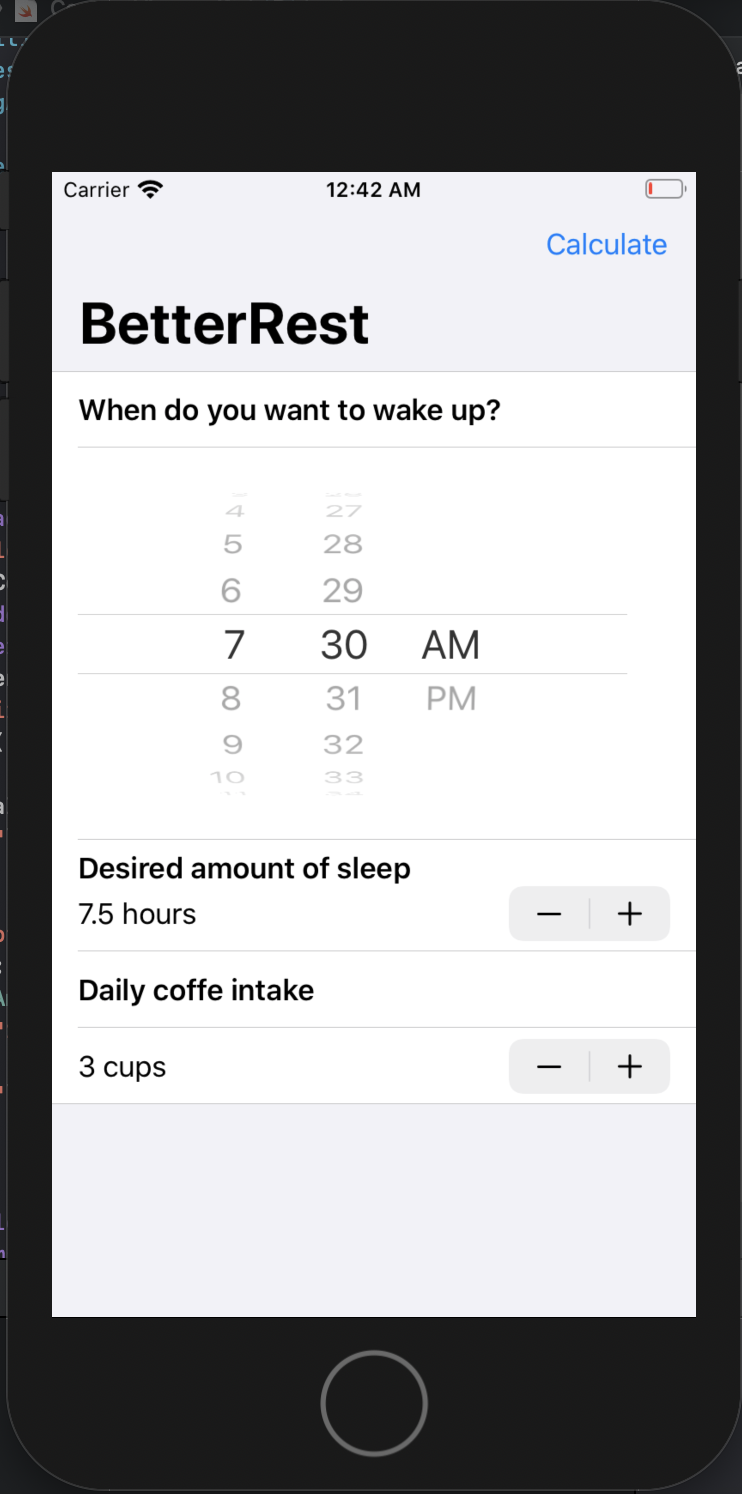 Carrier 12:42 AM
Calculate
BetterRest
When do you want to wake up?
4 27
5 28
6 29
7 30 AM
8 31 PM
9 32
10 33
Desired amount of sleep
7.5 hours − +
Daily coffe intake
3 cups − +